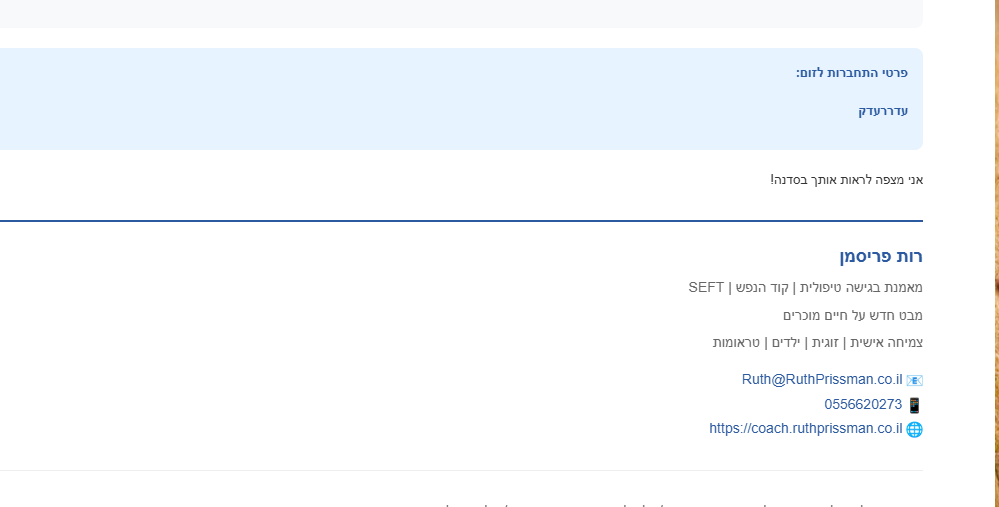 פרטי התחברות לזום:
עדררעדק
אני מצפה לראות אותך בסדנה!
רות פריסמן
מאמנת בגישה טיפולית | קוד הנפש | SEFT
מבט חדש על חיים מוכרים
צמיחה אישית | זוגית | ילדים | טראומות
📧 Ruth@RuthPrissman.co.il
📱 0556620273
🌐 https://coach.ruthprissman.co.il